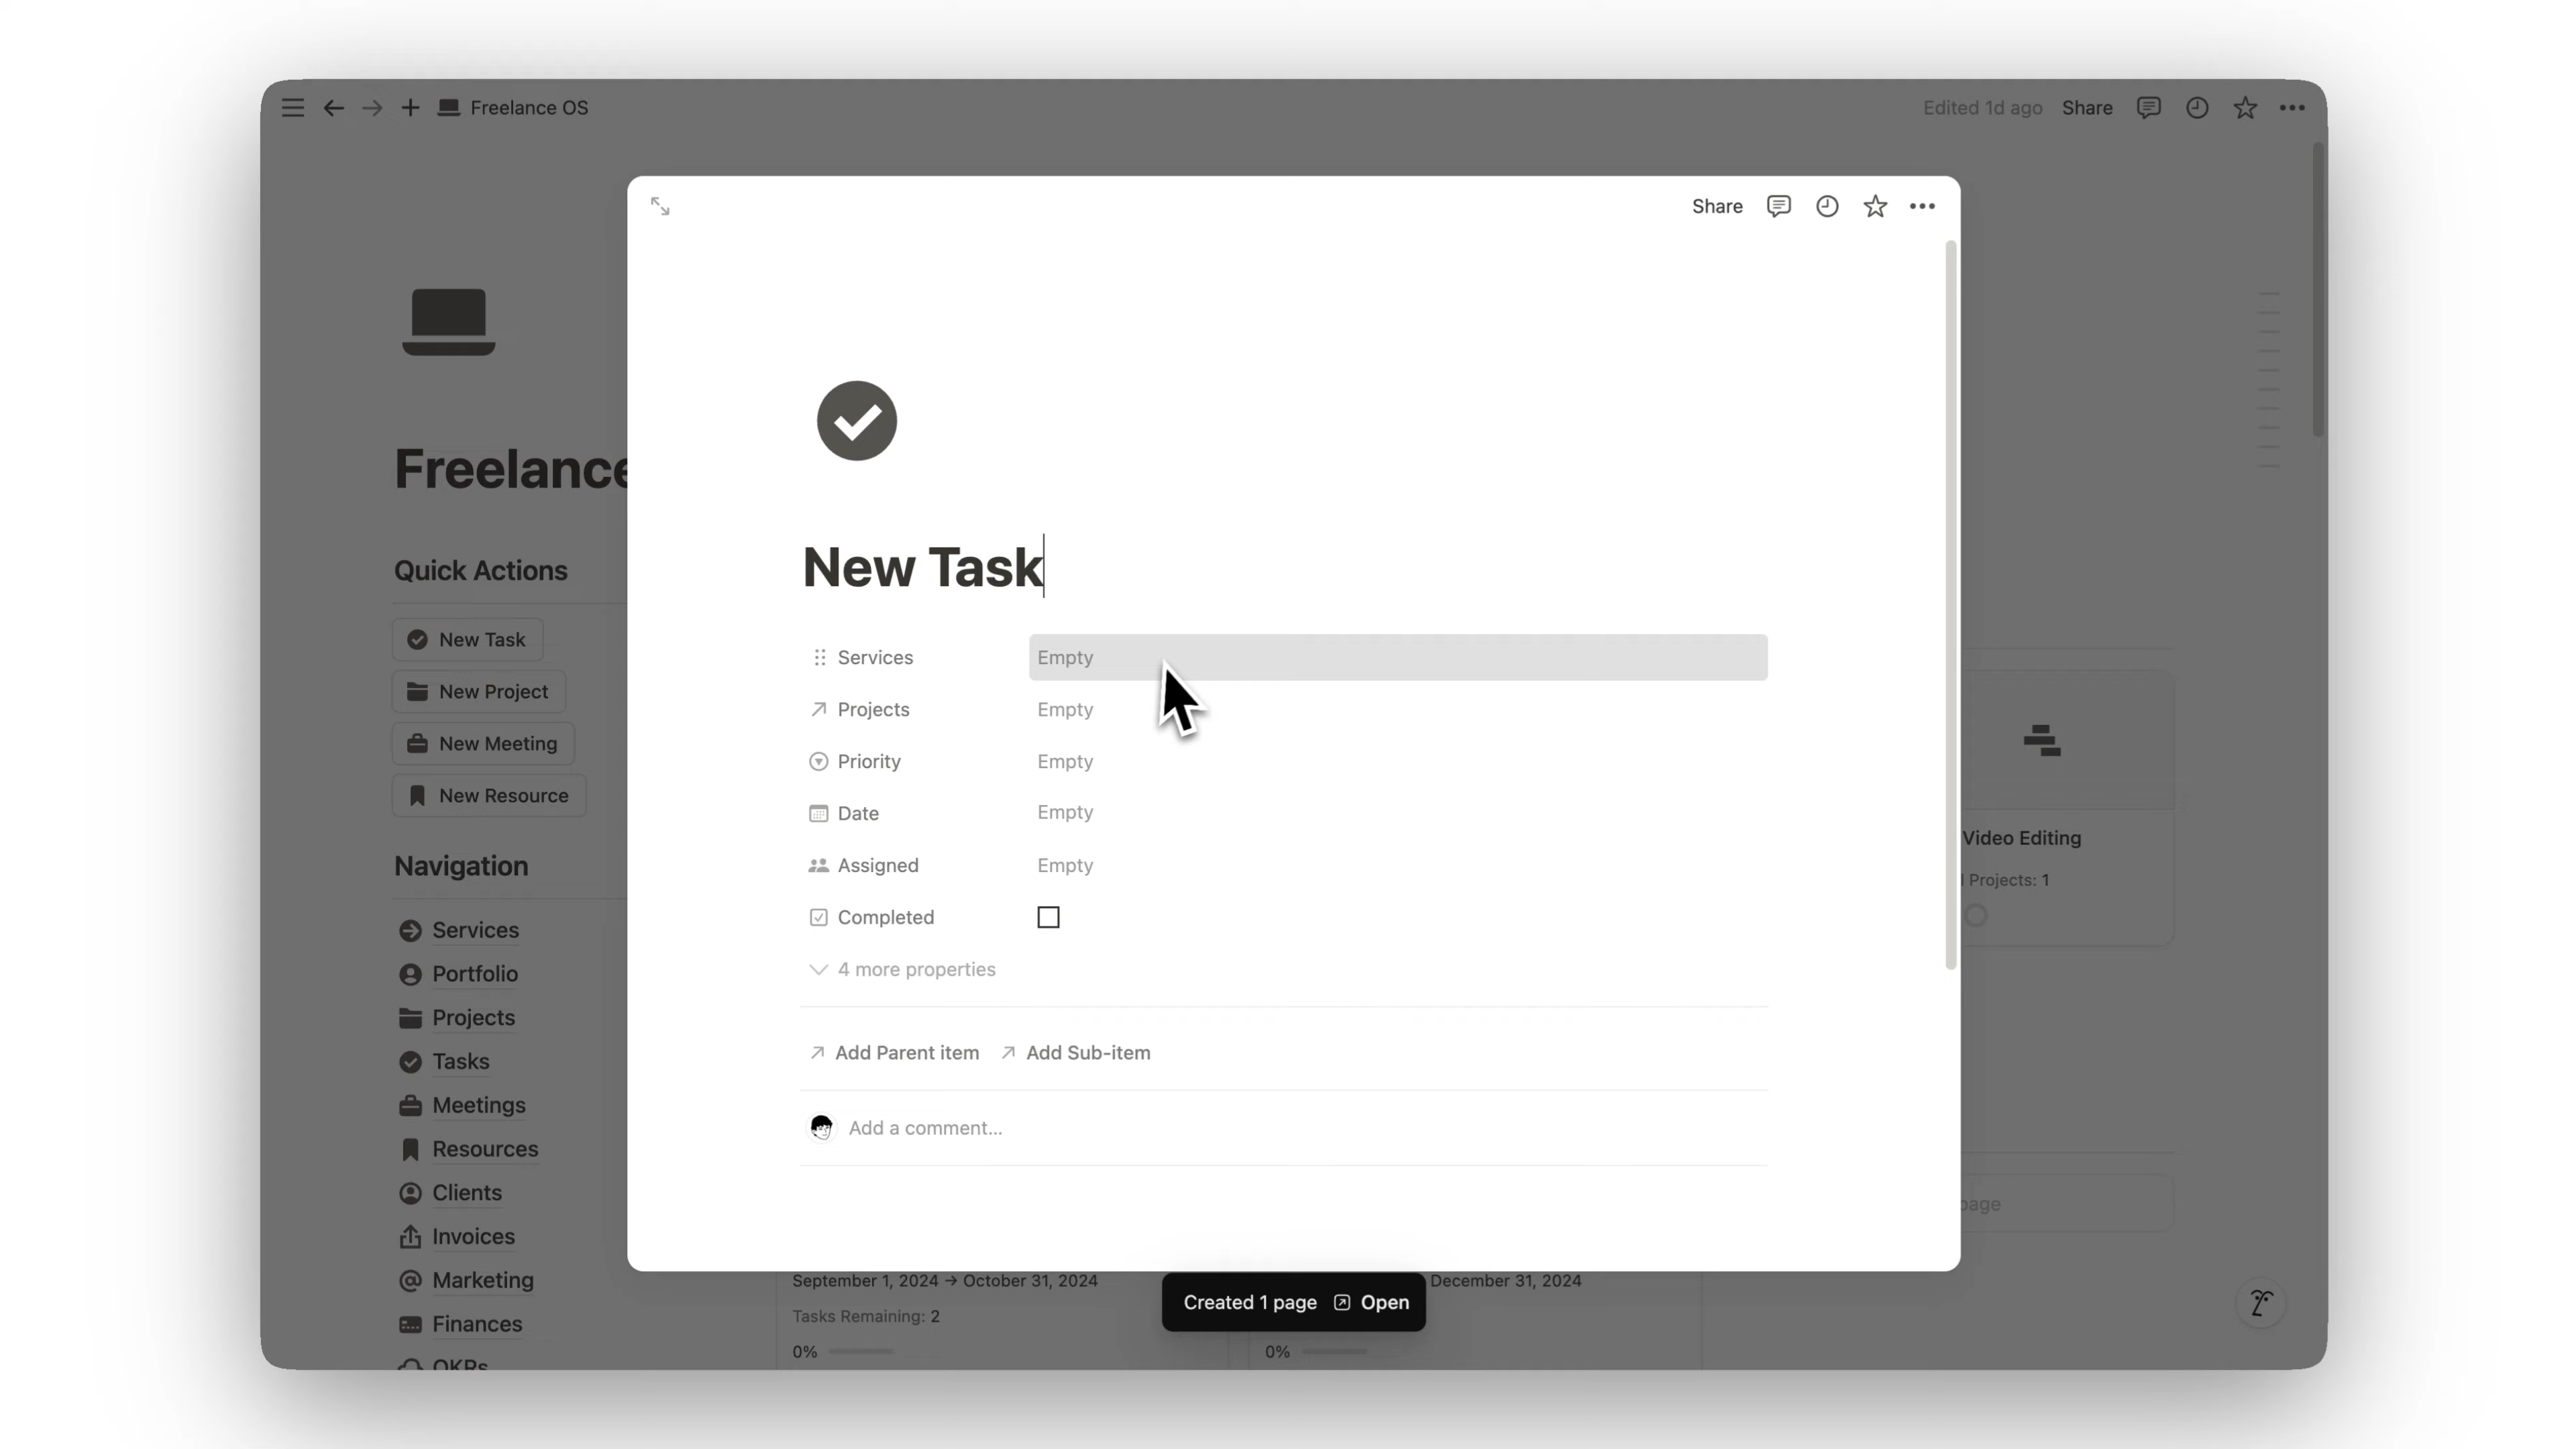 Freelance OS
Edited 1d ago Share
Share
Freelance
New Task
Quick Actions
New Task
New Project
New Meeting
New Resource
Navigation
Services
Portfolio
Projects
Tasks
Meetings
Resources
Clients
Invoices
Marketing
Finances
OKRs
Services Empty
Projects Empty
Priority Empty
Date Empty
Assigned Empty
Completed
4 more properties
Add Parent item Add Sub-item
Add a comment...
Video Editing
Projects: 1
page
September 1, 2024 → October 31, 2024
Tasks Remaining: 2
0%
December 31, 2024
0%
Created 1 page Open